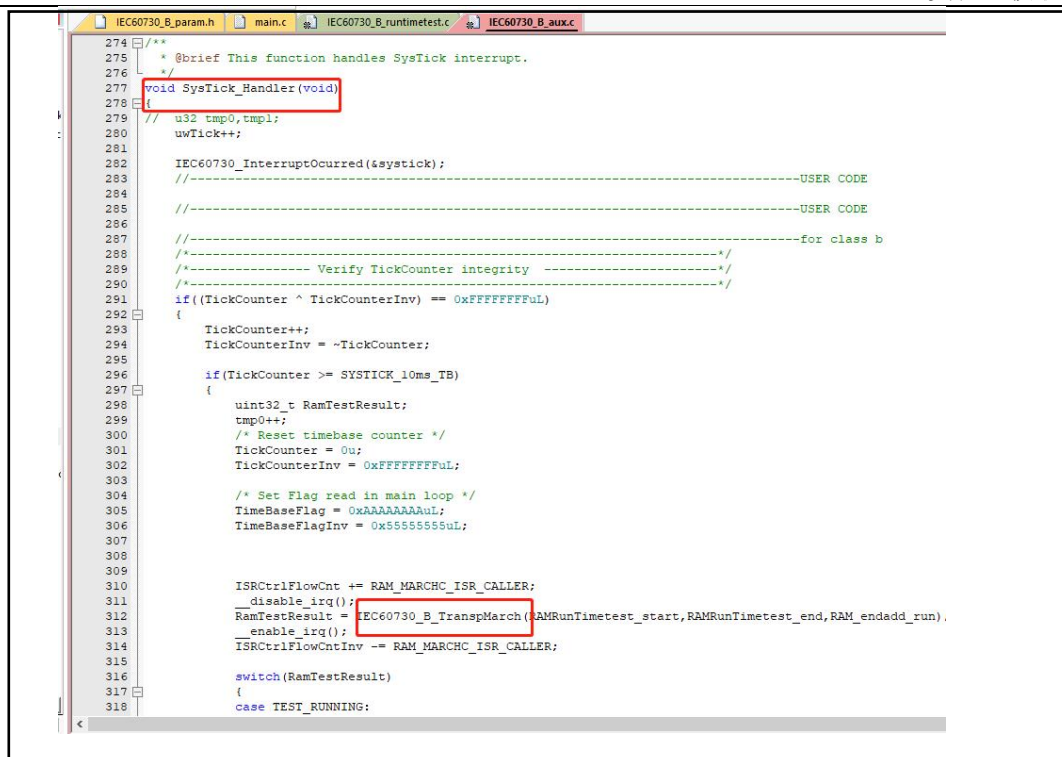 IEC60730_B_param.h main.c IEC60730_B_runtimetest.c IEC60730_B_aux.c
274 /**
275 * @brief This function handles SysTick interrupt.
276 */
277 void SysTick_Handler(void)
278 {
279 // u32 tmp0,tmp1;
280 uwTick++;
281
282 IEC60730_InterruptOcurred(&systick);
283 //--------------------------------------------------------------------------------USER CODE
284
285 //--------------------------------------------------------------------------------USER CODE
286
287 //--------------------------------------------------------------------------------for class b
288 /*---------------------------------------------------------------------*/
289 /*---------------- Verify TickCounter integrity -----------------------*/
290 /*---------------------------------------------------------------------*/
291 if((TickCounter ^ TickCounterInv) == 0xFFFFFFFFuL)
292 {
293 TickCounter++;
294 TickCounterInv = ~TickCounter;
295
296 if(TickCounter >= SYSTICK_10ms_TB)
297 {
298 uint32_t RamTestResult;
299 tmp0++;
300 /* Reset timebase counter */
301 TickCounter = 0u;
302 TickCounterInv = 0xFFFFFFFFuL;
303
304 /* Set Flag read in main loop */
305 TimeBaseFlag = 0xAAAAAAAAuL;
306 TimeBaseFlagInv = 0x55555555uL;
307
308
309
310 ISRCtrlFlowCnt += RAM_MARCHC_ISR_CALLER;
311 __disable_irq();
312 RamTestResult = IEC60730_B_TranspMarch(RAMRunTimetest_start,RAMRunTimetest_end,RAM_endadd_run)
313 __enable_irq();
314 ISRCtrlFlowCntInv -= RAM_MARCHC_ISR_CALLER;
315
316 switch(RamTestResult)
317 {
318 case TEST_RUNNING: